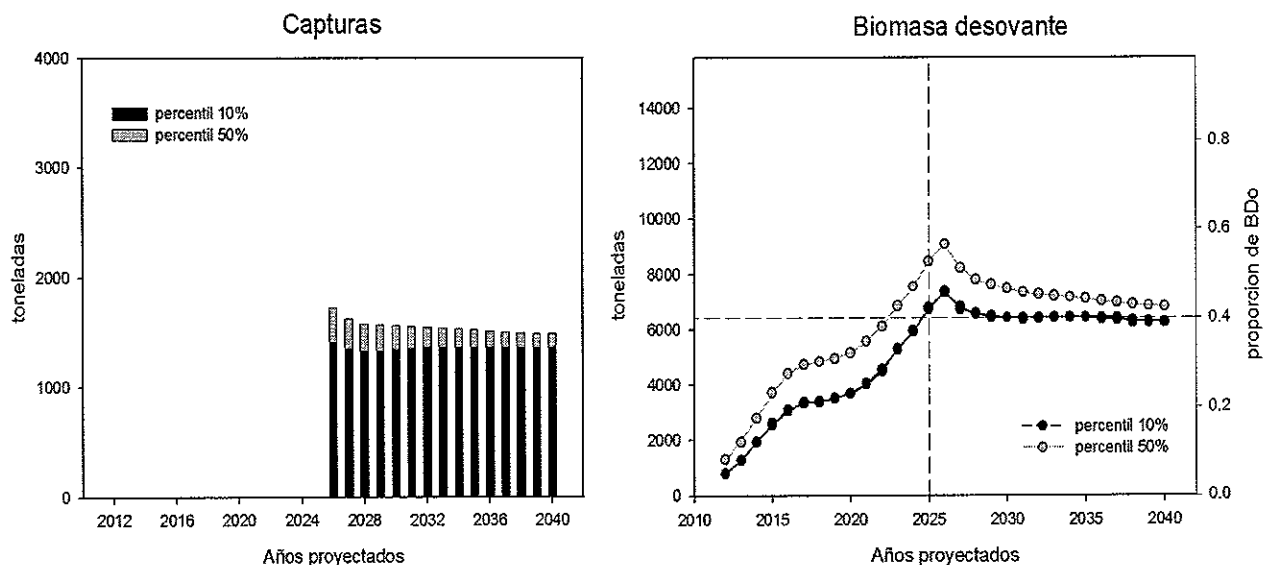 Capturas
4000
3000
2000
1000
0
toneladas
percentil 10%
percentil 50%
2012 2016 2020 2024 2028 2032 2036 2040
Años proyectados
Biomasa desovante
14000
12000
10000
8000
6000
4000
2000
0
toneladas
0.8
0.6
0.4
0.2
0.0
proporcion de BDo
percentil 10%
percentil 50%
2010 2015 2020 2025 2030 2035 2040
Años proyectados